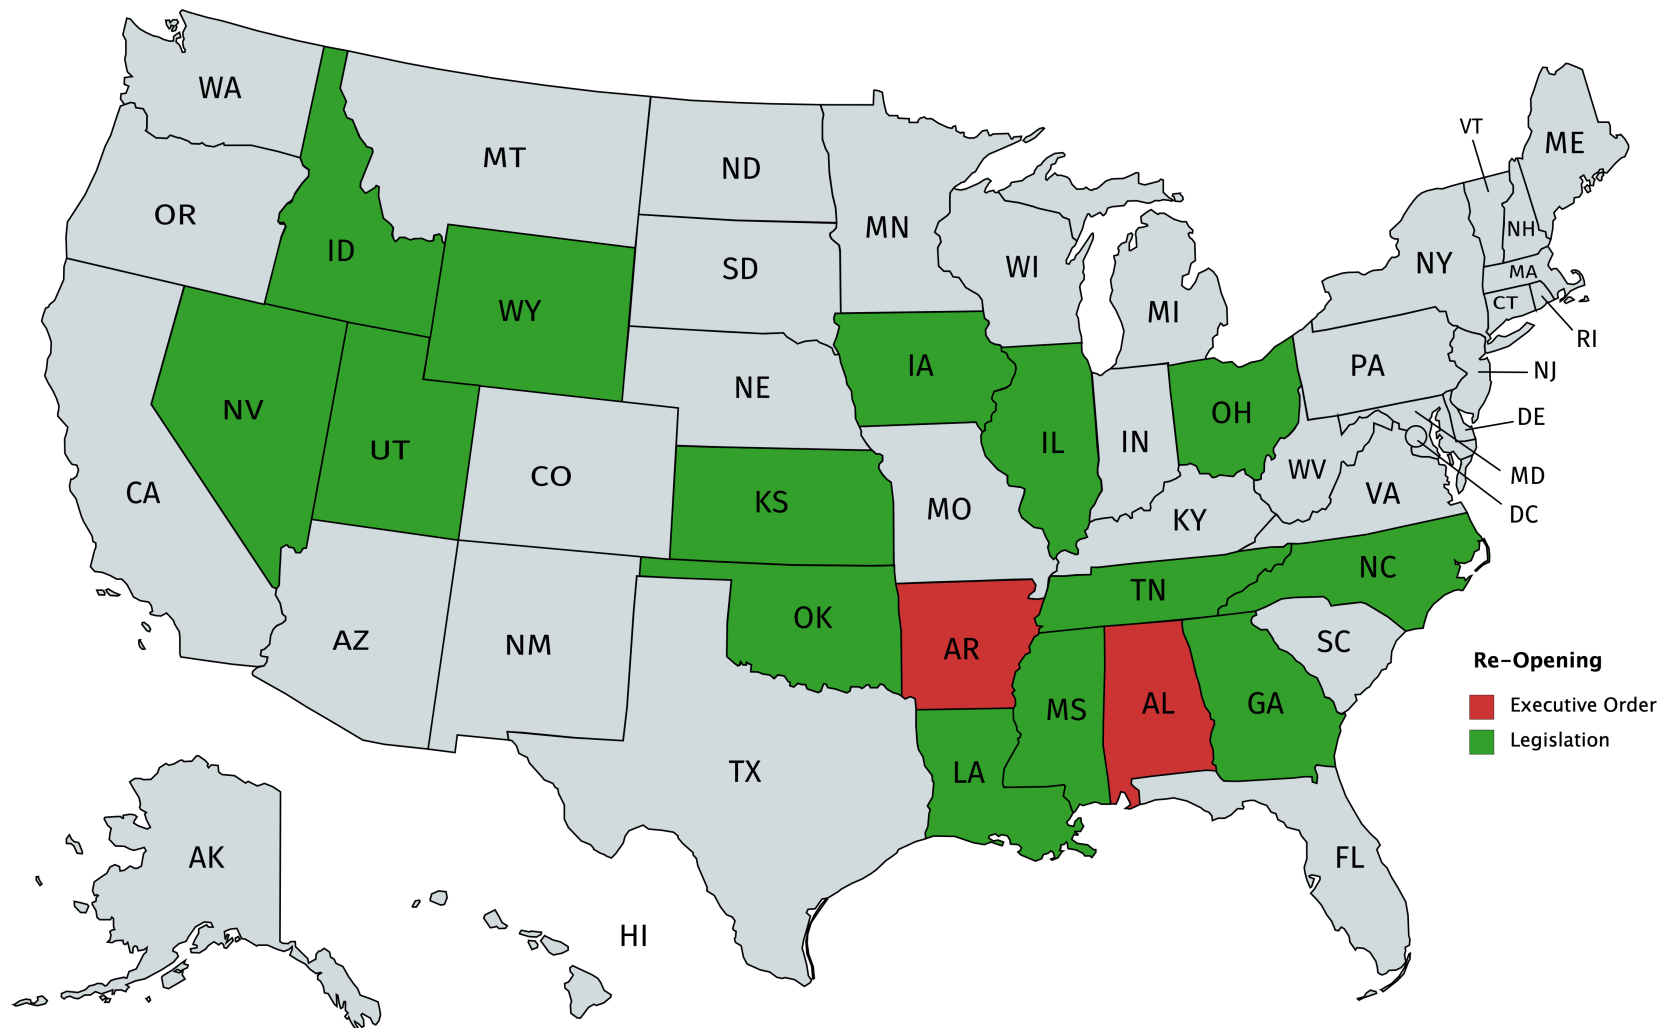 WA
MT
ND
MN
VT
ME
OR
ID
SD
WI
NY
NH
MA
CT
RI
WY
MI
NV
UT
NE
IA
PA
NJ
DE
CA
CO
KS
MO
IL
IN
OH
WV
VA
MD
DC
KY
AZ
NM
OK
AR
TN
NC
SC
MS
AL
GA
TX
LA
FL
AK
HI
Re-Opening
Executive Order
Legislation